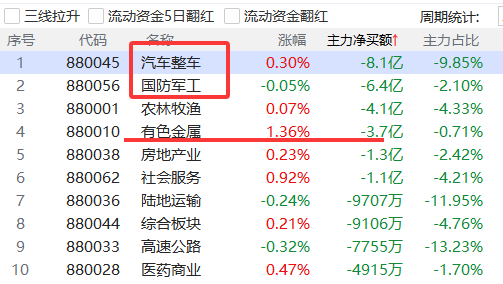 三线拉升 流动资金5日翻红 流动资金翻红 周期统计:
序号 代码 名称 涨幅 主力净买额↑ 主力占比
1 880045 汽车整车 0.30% -8.1亿 -9.85%
2 880056 国防军工 -0.05% -6.4亿 -2.10%
3 880001 农林牧渔 0.07% -4.1亿 -4.33%
4 880010 有色金属 1.36% -3.7亿 -0.71%
5 880038 房地产业 0.23% -1.3亿 -2.42%
6 880062 社会服务 0.92% -1.1亿 -4.21%
7 880036 陆地运输 -0.24% -9707万 -11.95%
8 880044 综合板块 0.21% -9106万 -4.76%
9 880033 高速公路 -0.32% -7755万 -13.23%
10 880028 医药商业 0.47% -4915万 -1.70%